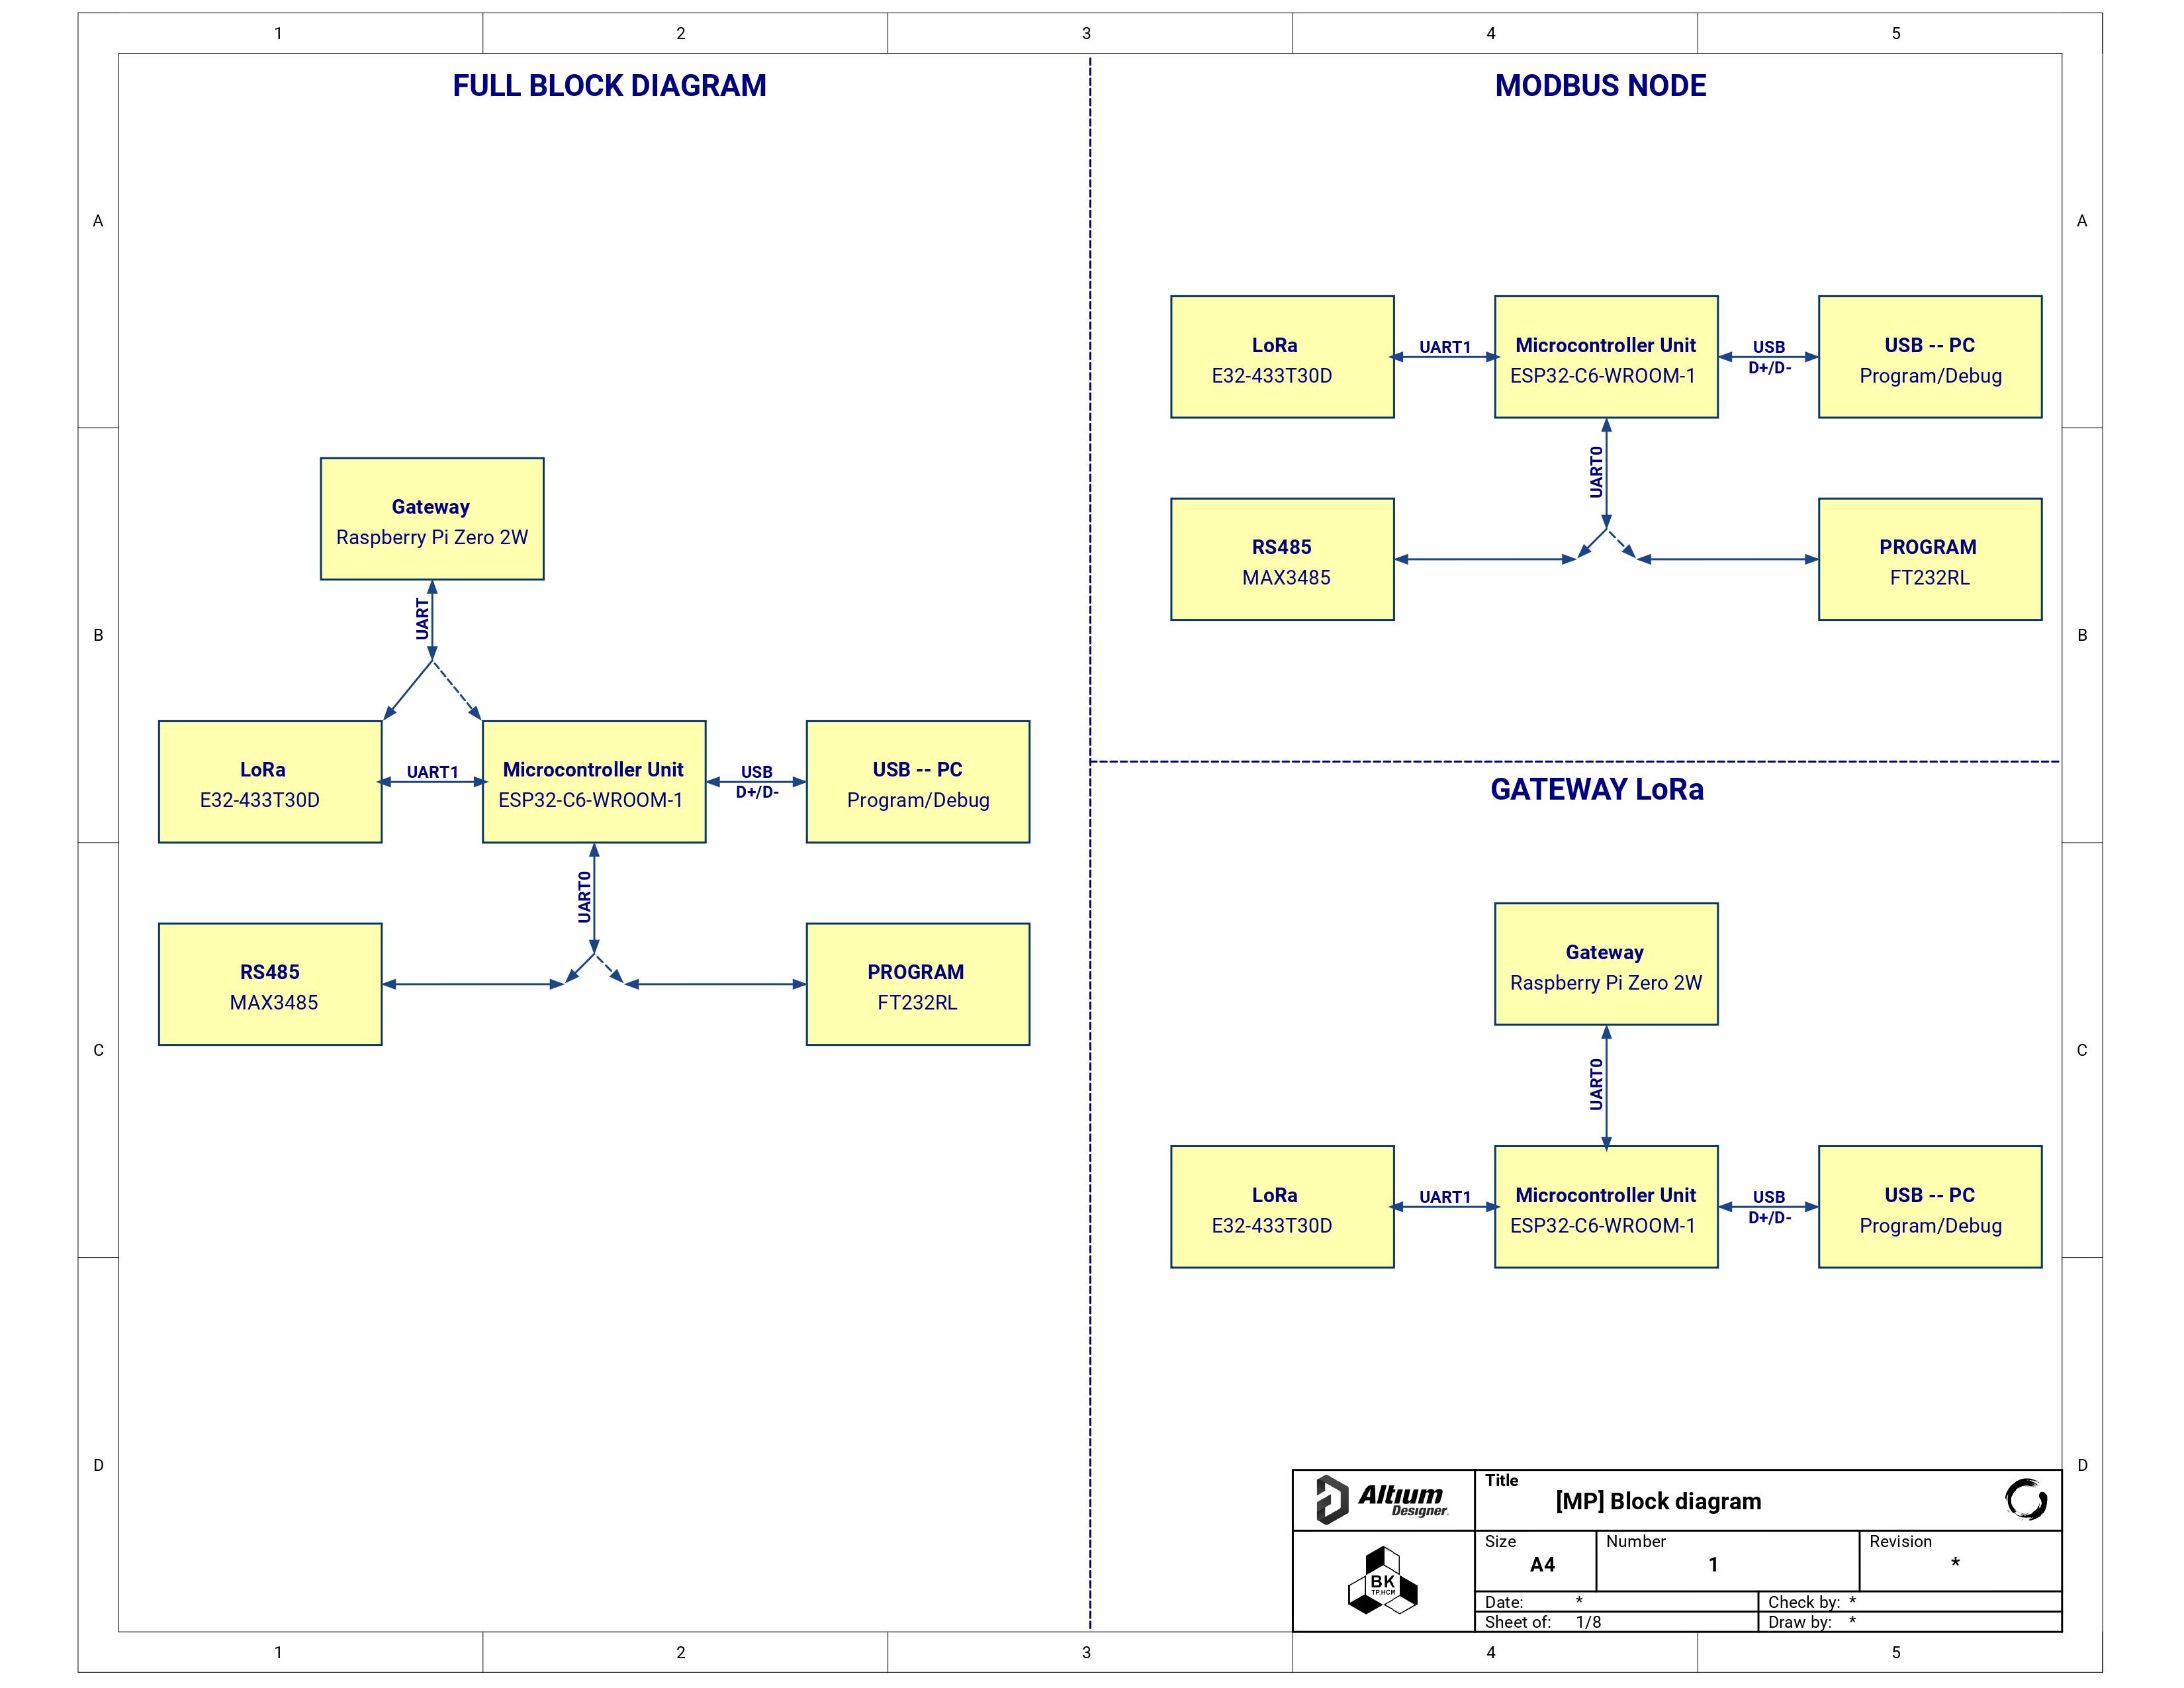 1 2 3 4 5
FULL BLOCK DIAGRAM
A
B
C
D
Gateway
Raspberry Pi Zero 2W
UART
LoRa
E32-433T30D
UART1
Microcontroller Unit
ESP32-C6-WROOM-1
USB
D+/D-
USB -- PC
Program/Debug
UART0
RS485
MAX3485
PROGRAM
FT232RL
MODBUS NODE
LoRa
E32-433T30D
UART1
Microcontroller Unit
ESP32-C6-WROOM-1
USB
D+/D-
USB -- PC
Program/Debug
UART0
RS485
MAX3485
PROGRAM
FT232RL
GATEWAY LoRa
Gateway
Raspberry Pi Zero 2W
UART0
LoRa
E32-433T30D
UART1
Microcontroller Unit
ESP32-C6-WROOM-1
USB
D+/D-
USB -- PC
Program/Debug
A
B
C
D
Altium
Designer
Title
[MP] Block diagram
BK
TP.HCM
Size
A4
Number
1
Revision
*
Date: *
Check by: *
Sheet of: 1/8
Draw by: *
1 2 3 4 5